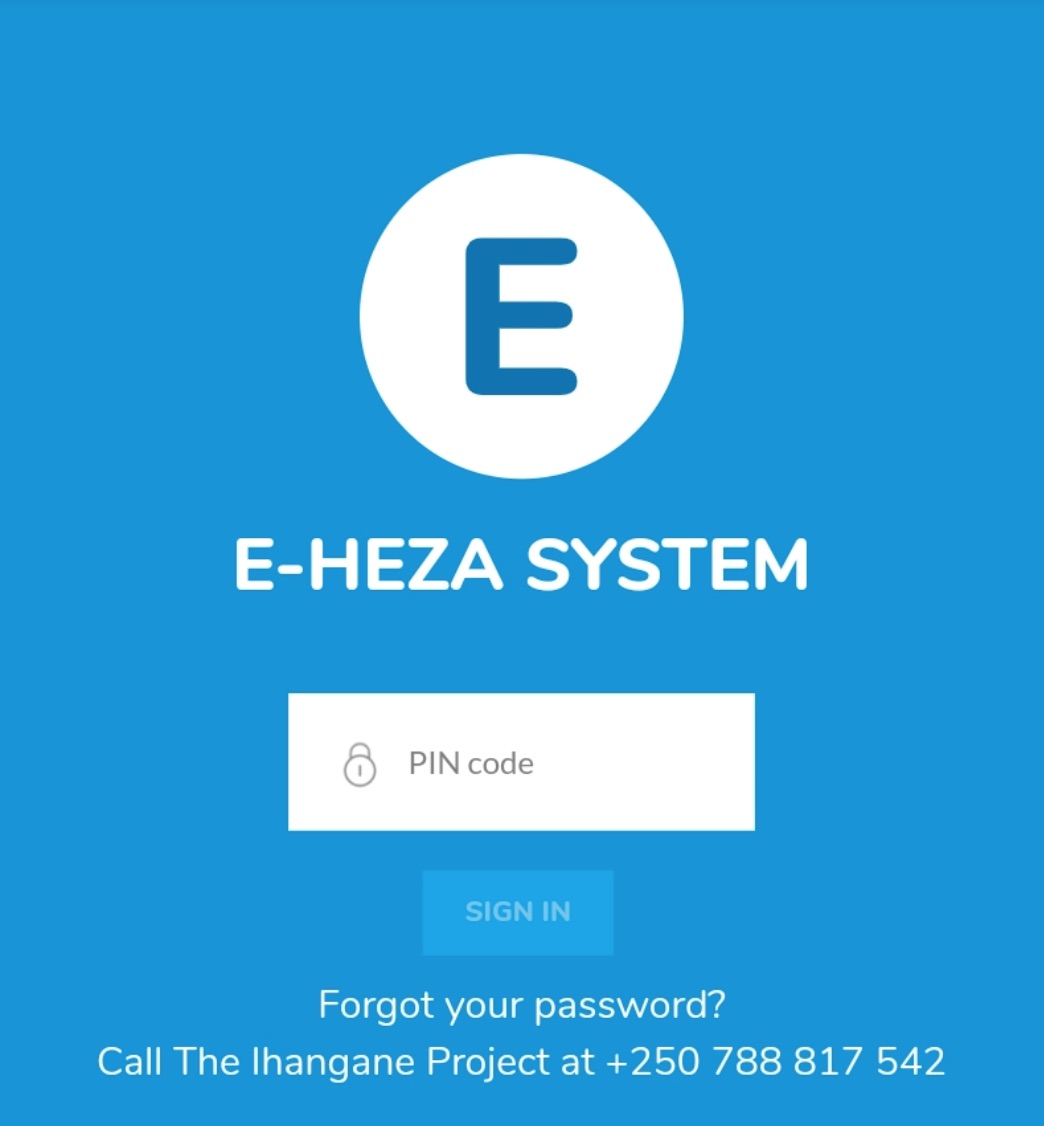 E
E-HEZA SYSTEM
PIN code
SIGN IN
Forgot your password?
Call The Ihangane Project at +250 788 817 542